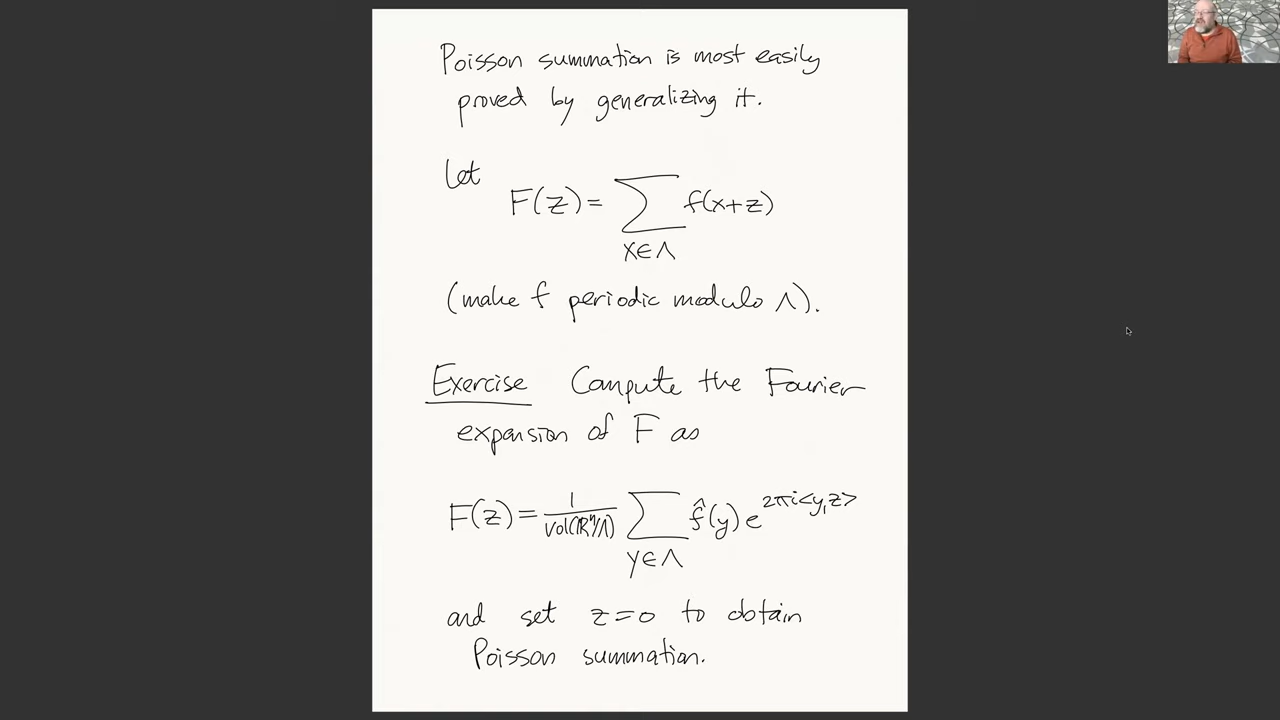 Poisson summation is most easily
proved by generalizing it.
Let
F(z) = ∑ f(x+z)
x∈Λ
(make f periodic modulo Λ).
Exercise Compute the Fourier
expansion of F as
F(z) = 1/vol(ℝⁿ/Λ) ∑ f̂(y) e^{2πi<y,z>}
y∈Λ
and set z=0 to obtain
Poisson summation.